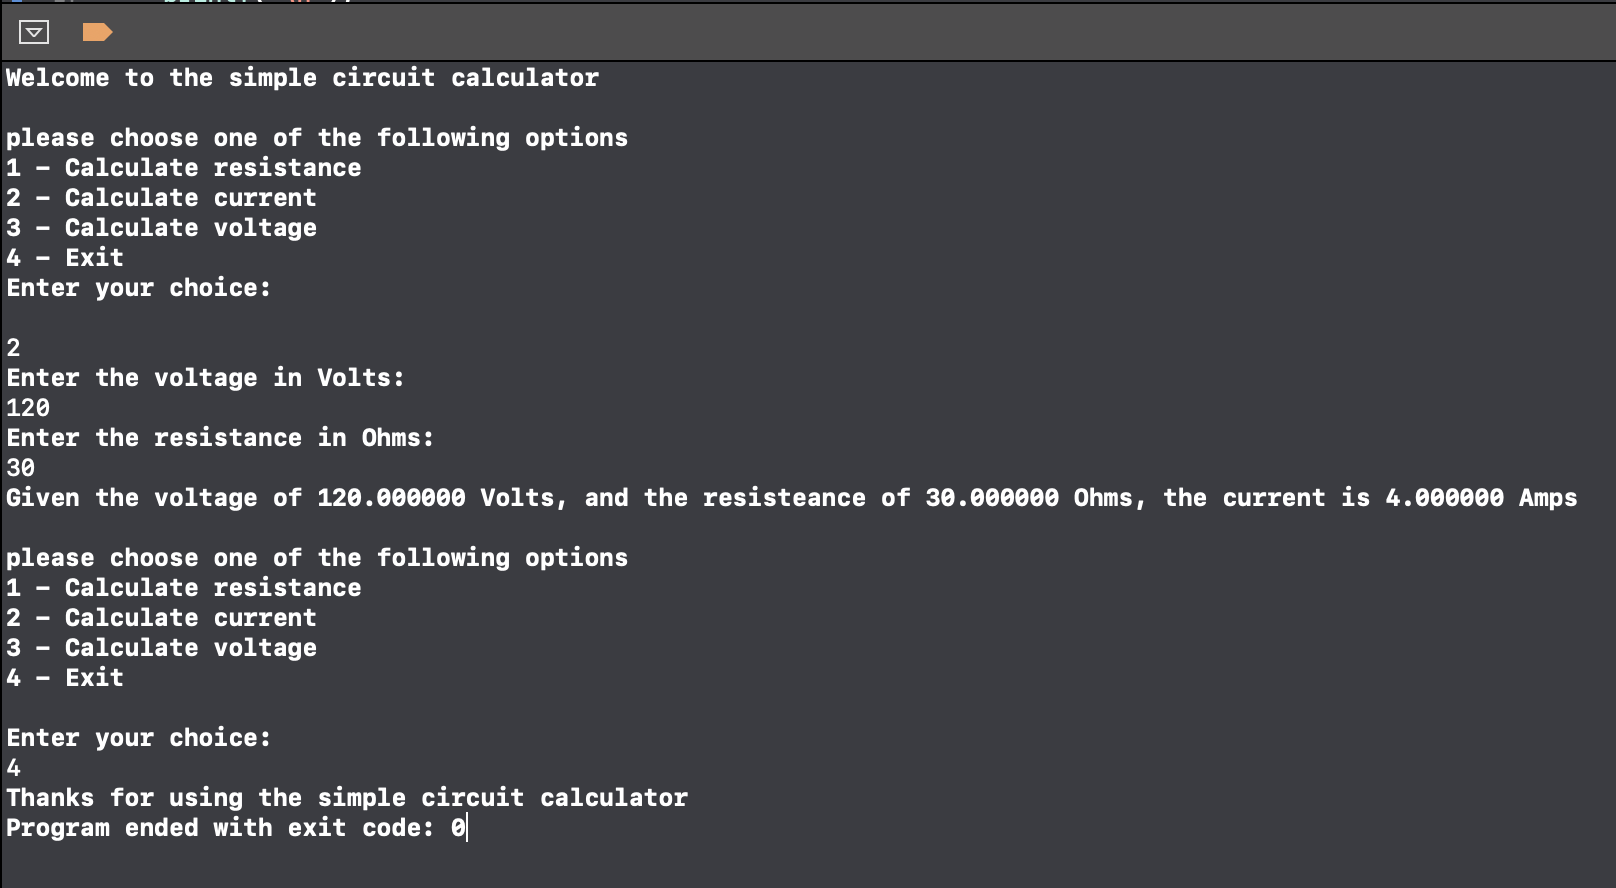 Welcome to the simple circuit calculator
please choose one of the following options
1 – Calculate resistance
2 – Calculate current
3 – Calculate voltage
4 – Exit
Enter your choice:
2
Enter the voltage in Volts:
120
Enter the resistance in Ohms:
30
Given the voltage of 120.000000 Volts, and the resisteance of 30.000000 Ohms, the current is 4.000000 Amps
please choose one of the following options
1 – Calculate resistance
2 – Calculate current
3 – Calculate voltage
4 – Exit
Enter your choice:
4
Thanks for using the simple circuit calculator
Program ended with exit code: 0